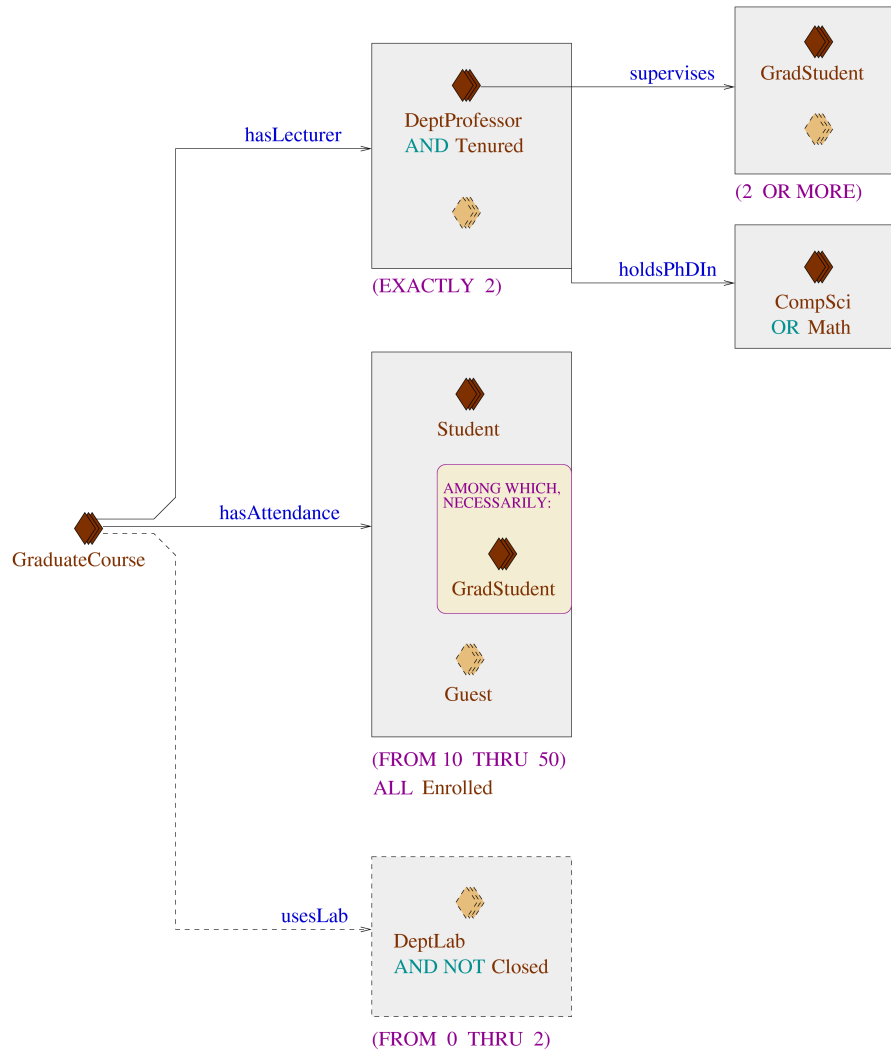 supervises
GradStudent
(2 OR MORE)
hasLecturer
DeptProfessor
AND Tenured
(EXACTLY 2)
holdsPhDIn
CompSci
OR Math
GraduateCourse
hasAttendance
Student
AMONG WHICH,
NECESSARILY:
GradStudent
Guest
(FROM 10 THRU 50)
ALL Enrolled
usesLab
DeptLab
AND NOT Closed
(FROM 0 THRU 2)